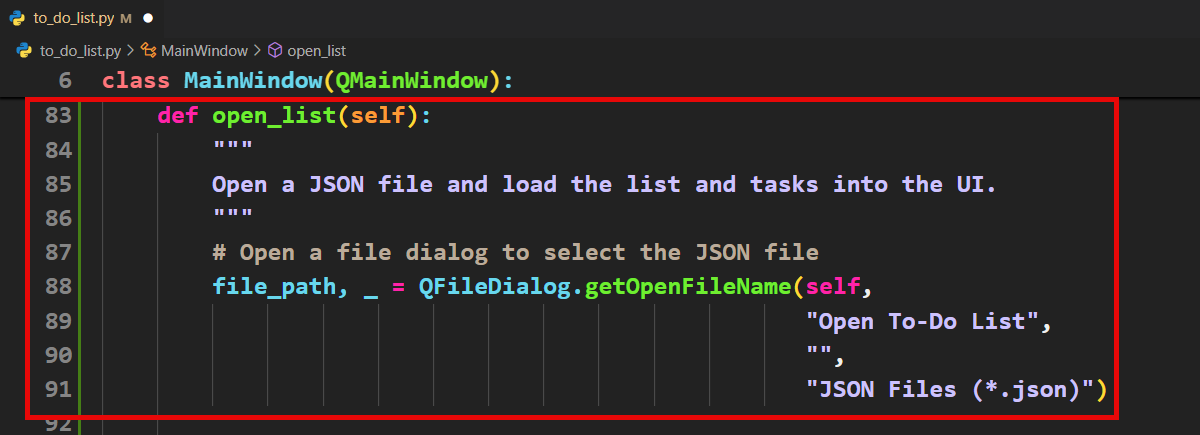 to_do_list.py M
to_do_list.py > MainWindow > open_list
6 class MainWindow(QMainWindow):
83 def open_list(self):
84 """
85 Open a JSON file and load the list and tasks into the UI.
86 """
87 # Open a file dialog to select the JSON file
88 file_path, _ = QFileDialog.getOpenFileName(self,
89 "Open To-Do List",
90 "",
91 "JSON Files (*.json)")
92